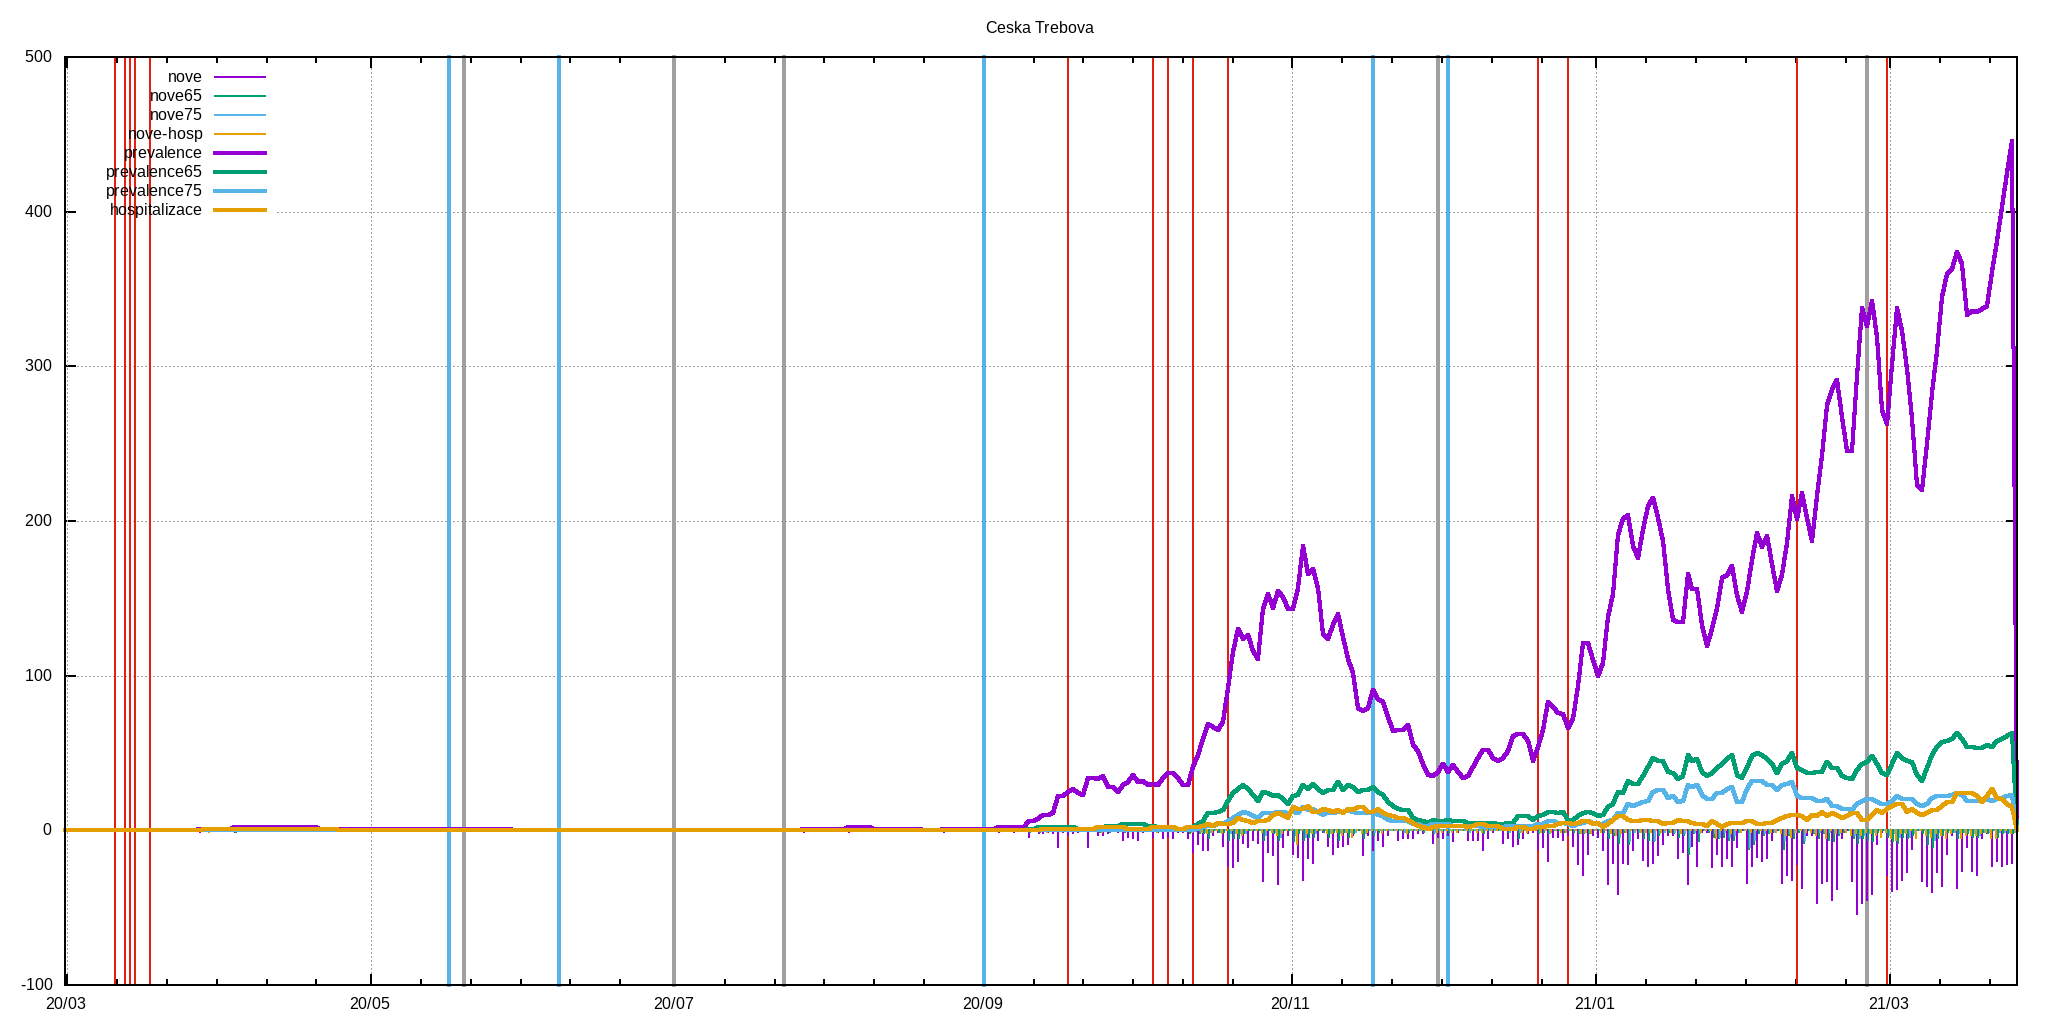 Ceska Trebova
500
400
300
200
100
0
-100
nove
nove65
nove75
nove-hosp
prevalence
prevalence65
prevalence75
hospitalizace
20/03 20/05 20/07 20/09 20/11 21/01 21/03